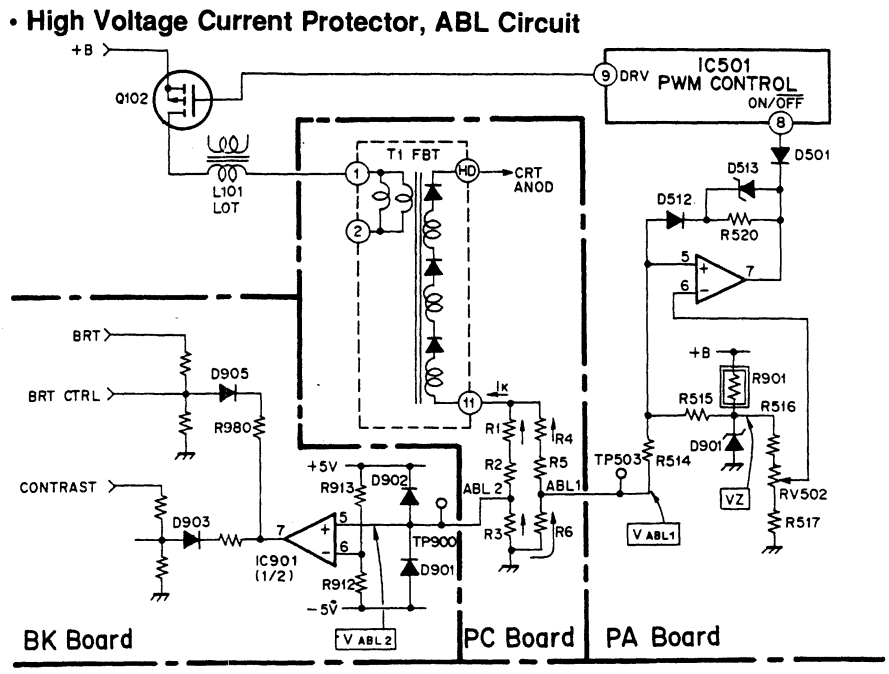 • High Voltage Current Protector, ABL Circuit
+B
Q102
L101
LOT
T1 FBT
1
2
HD
CRT
ANOD
11
IK
9
DRV
IC501
PWM CONTROL
ON/OFF
8
D501
D513
D512
R520
5
6
7
+
−
+B
R901
R515
R516
D901
R514
TP503
VZ
RV502
R517
V ABL1
R1
R4
R2
R5
ABL 2
ABL1
R3
R6
BRT
D905
BRT CTRL
R980
CONTRAST
D903
+5V
D902
R913
7
5
6
+
−
IC901
(1/2)
TP900
D901
R912
−5V
V ABL 2
BK Board
PC Board
PA Board